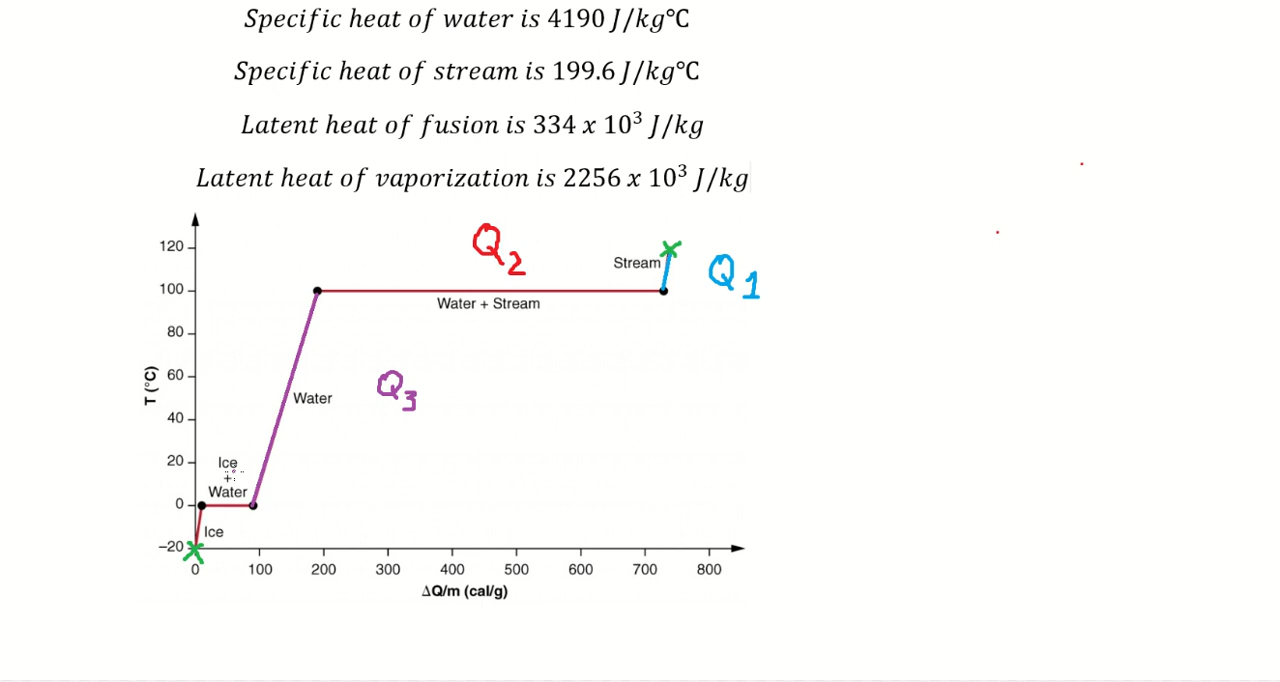 Specific heat of water is 4190 J/kg℃
Specific heat of stream is 199.6 J/kg℃
Latent heat of fusion is 334 x 10³ J/kg
Latent heat of vaporization is 2256 x 10³ J/kg
120
100
80
60
40
20
0
−20
T (°C)
Q2
Stream
Q1
Water + Stream
Q3
Water
Ice
+
Water
Ice
0 100 200 300 400 500 600 700 800
ΔQ/m (cal/g)